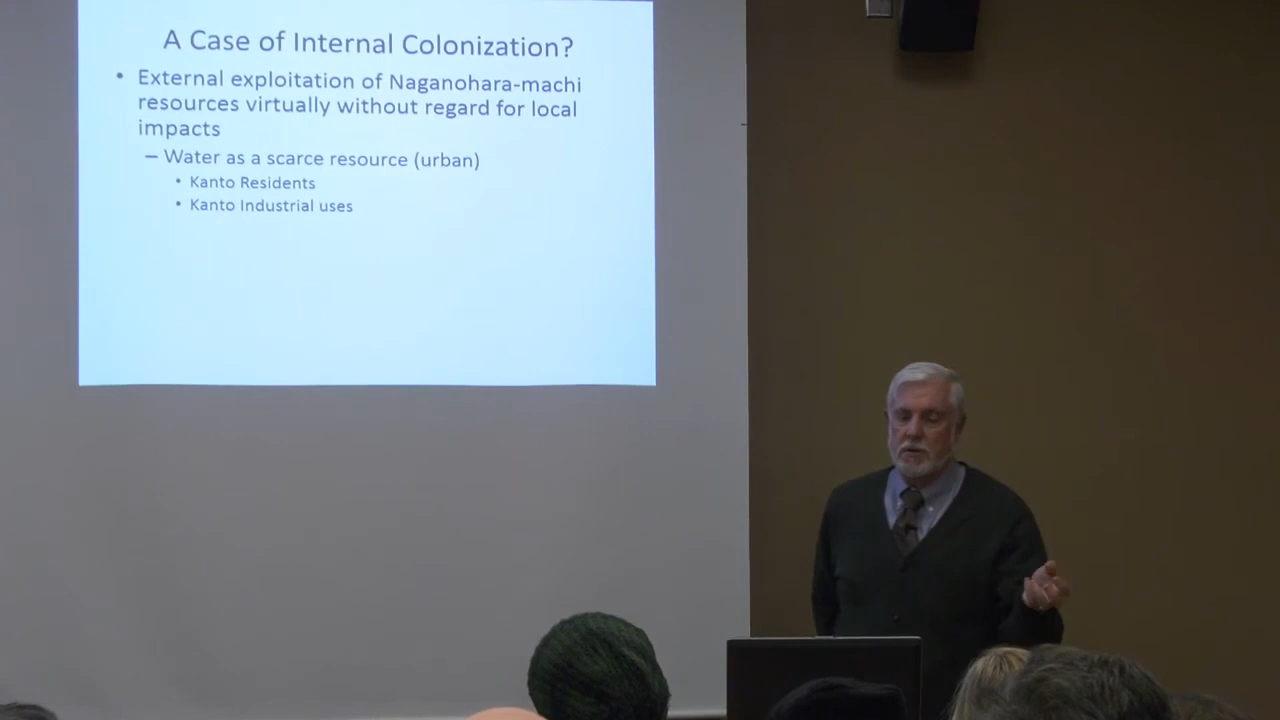 A Case of Internal Colonization?
• External exploitation of Naganohara-machi
resources virtually without regard for local
impacts
– Water as a scarce resource (urban)
• Kanto Residents
• Kanto Industrial uses